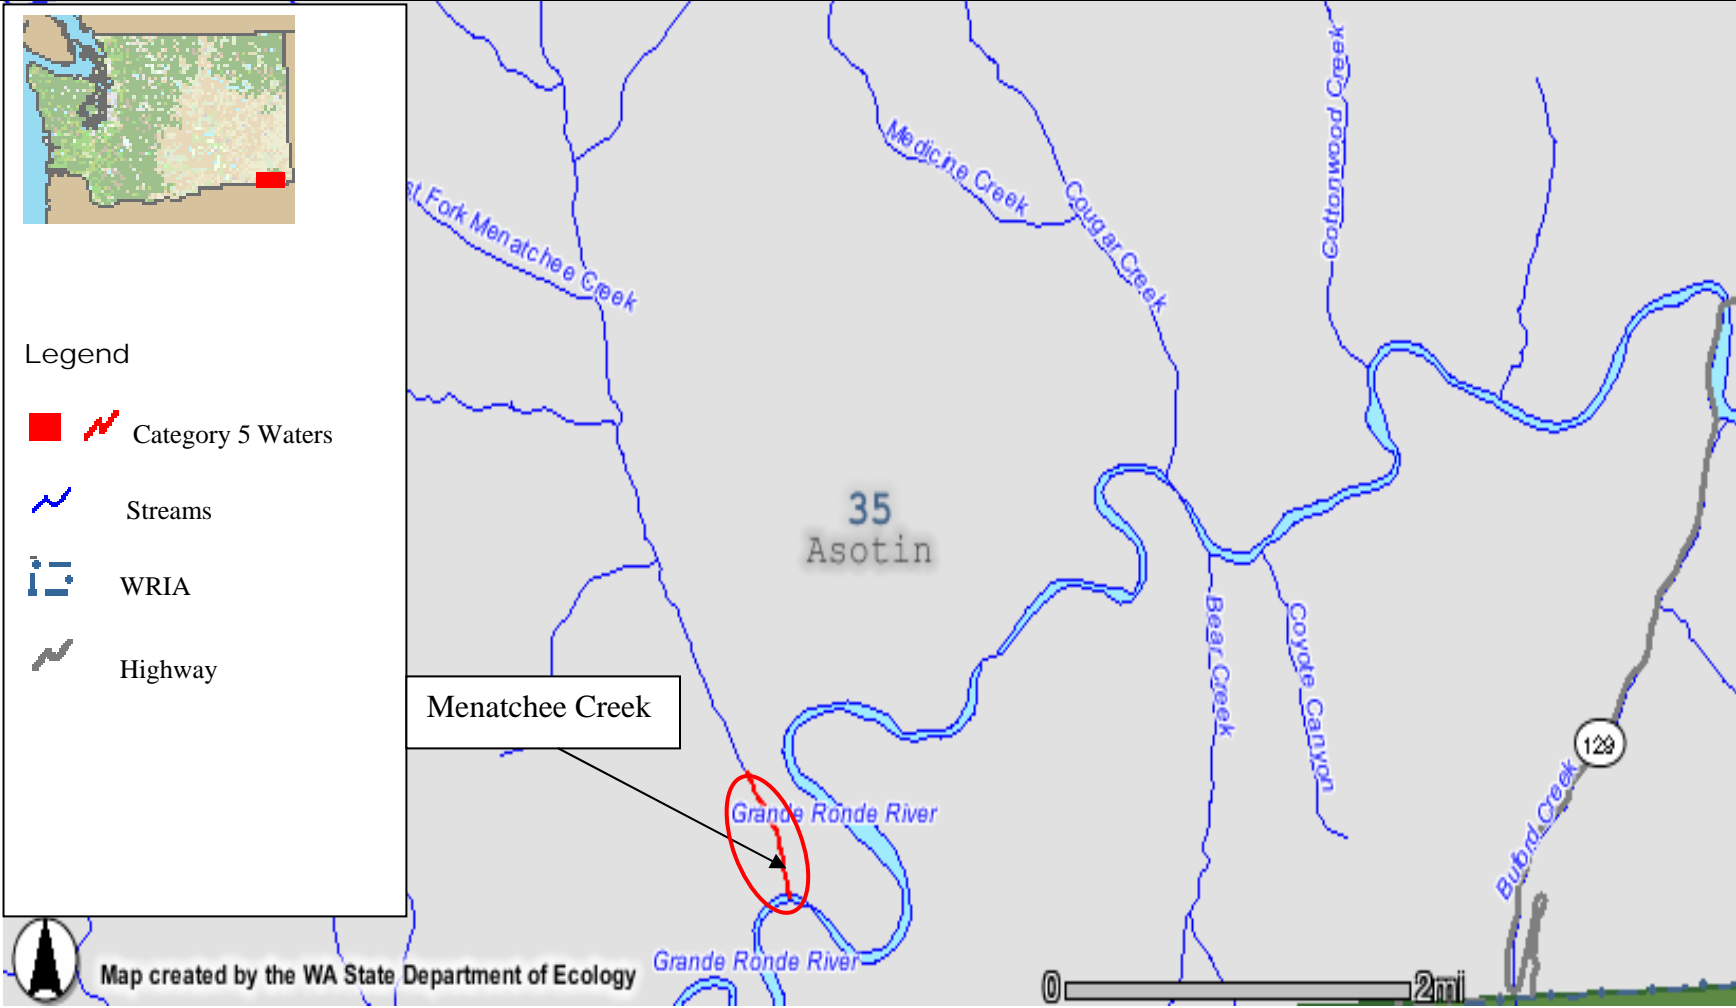 Legend
Category 5 Waters
Streams
WRIA
Highway
Medicine Creek
Cougar Creek
Cottonwood Creek
st Fork Menatchee Creek
35
Asotin
Menatchee Creek
Bear Creek
Coyote Canyon
129
Buford Creek
Grande Ronde River
Grande Ronde River
Map created by the WA State Department of Ecology
0 2mi